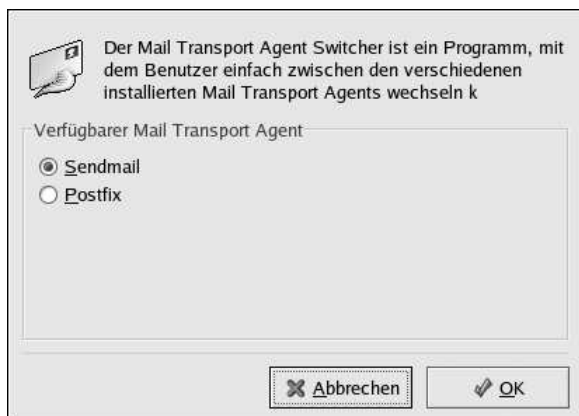 Der Mail Transport Agent Switcher ist ein Programm, mit
dem Benutzer einfach zwischen den verschiedenen
installierten Mail Transport Agents wechseln k
Verfügbarer Mail Transport Agent
Sendmail
Postfix
Abbrechen
OK